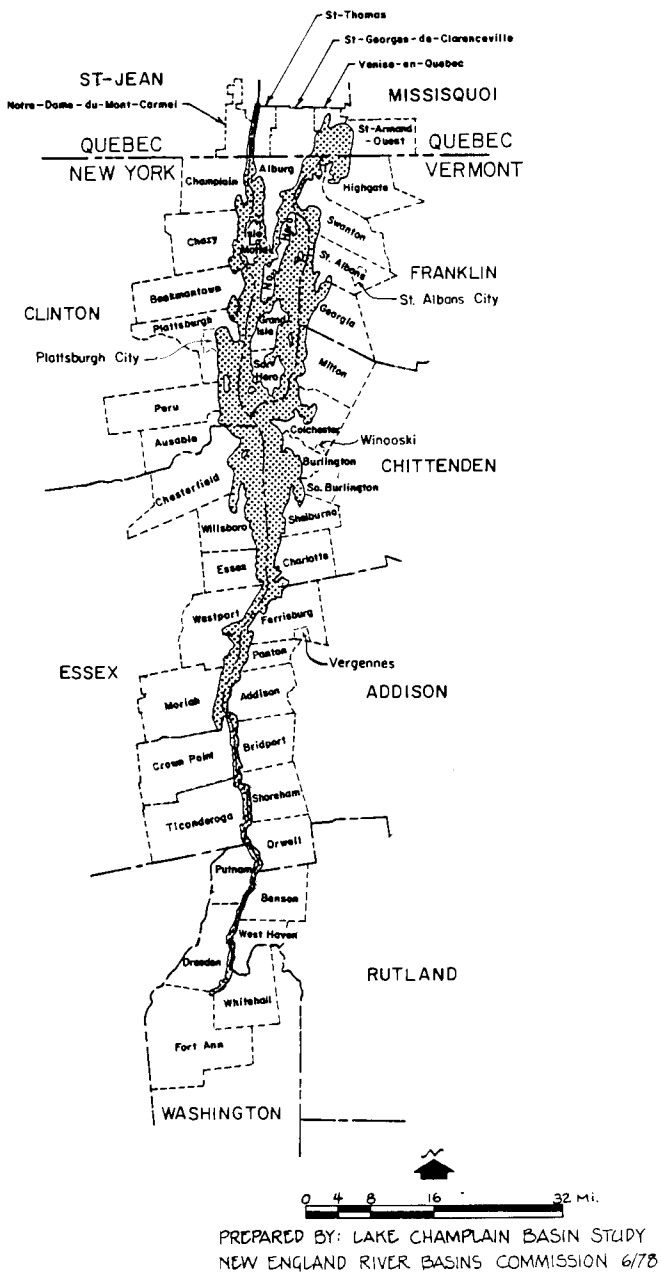 St-Thomas
St-Georges-de-Clarenceville
Venise-en-Quebec
ST-JEAN
MISSISQUOI
Notre-Dame-du-Mont-Carmel
St-Armand
-Ouest
QUEBEC
QUEBEC
NEW YORK
VERMONT
Champlain
Alburg
Highgate
Chazy
Isle
La
Motte
No. Hero
Swanton
St. Albans
FRANKLIN
St. Albans City
Beekmantown
CLINTON
Plattsburgh
Grand
Isle
Georgia
Plattsburgh City
So.
Hero
Milton
Peru
Colchester
Ausable
Winooski
Burlington
CHITTENDEN
So. Burlington
Chesterfield
Willsboro
Shelburne
Essex
Charlotte
Westport
Ferrisburg
Panton
Vergennes
ESSEX
ADDISON
Moriah
Addison
Crown Point
Bridport
Shoreham
Ticonderoga
Orwell
Putnam
Benson
West Haven
Dresden
RUTLAND
Whitehall
Fort Ann
WASHINGTON
N
0 4 8 16 32 Mi.
PREPARED BY: LAKE CHAMPLAIN BASIN STUDY
NEW ENGLAND RIVER BASINS COMMISSION 6/78